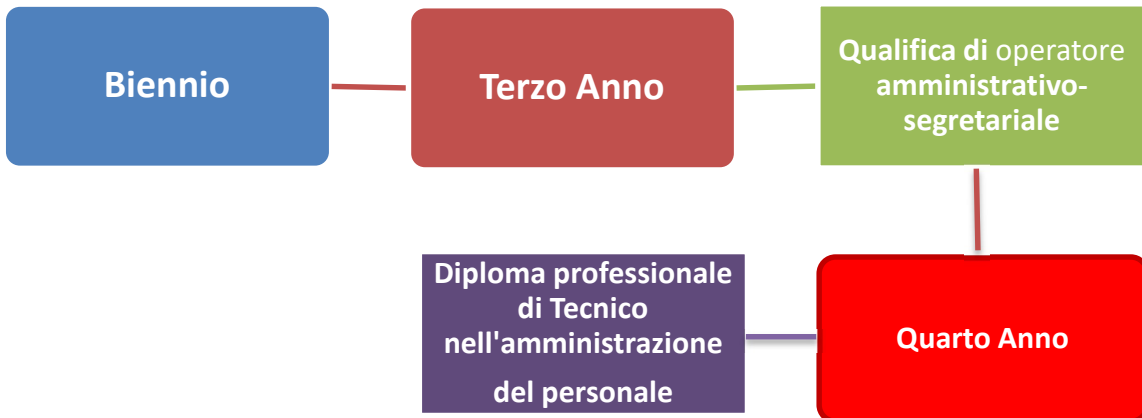 Biennio
Terzo Anno
Qualifica di operatore
amministrativo-
segretariale
Diploma professionale
di Tecnico
nell'amministrazione
del personale
Quarto Anno